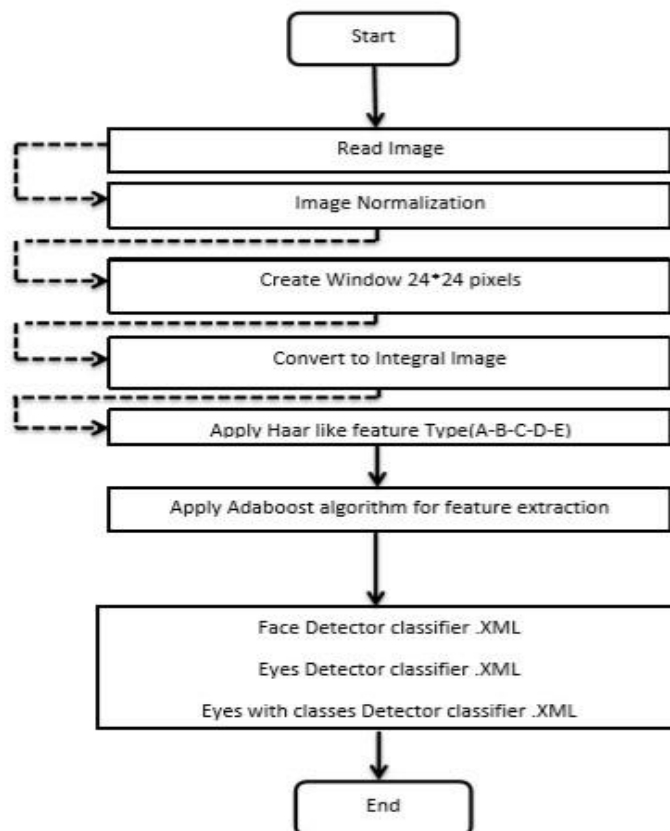 Start
Read Image
Image Normalization
Create Window 24*24 pixels
Convert to Integral Image
Apply Haar like feature Type(A-B-C-D-E)
Apply Adaboost algorithm for feature extraction
Face Detector classifier .XML
Eyes Detector classifier .XML
Eyes with classes Detector classifier .XML
End